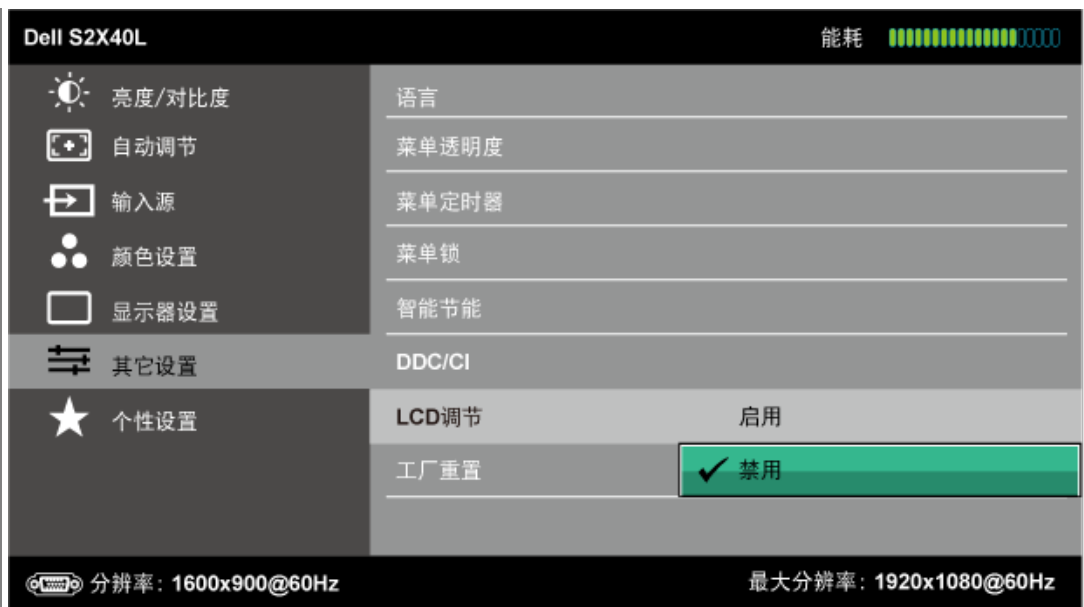 Dell S2X40L 能耗
亮度/对比度 语言
自动调节 菜单透明度
输入源 菜单定时器
颜色设置 菜单锁
显示器设置 智能节能
其它设置 DDC/CI
个性设置 LCD调节 启用
工厂重置 禁用
分辨率: 1600x900@60Hz 最大分辨率: 1920x1080@60Hz